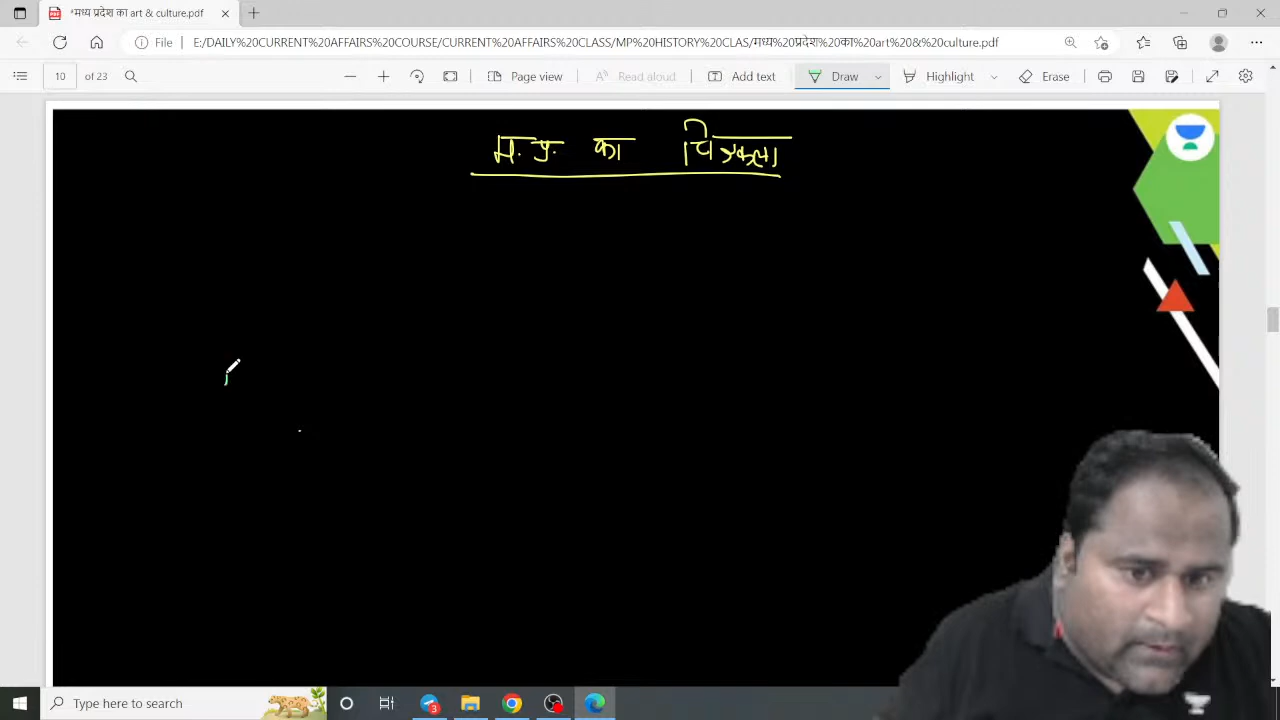 *मध्य प्रदेश का art & culture.pdf
File E:/DAILY%20CURRENT%20AFFAIRS%20COURSE/CURRENT%20AFFAIRS%20CLASS/MP%20HISTORY%20CLAS/मध्य%20प्रदेश%20का%20art%20&%20culture.pdf
10 of 23 Page view Read aloud Add text Draw Highlight Erase
म. प्र. का चित्रकला
Type here to search 3